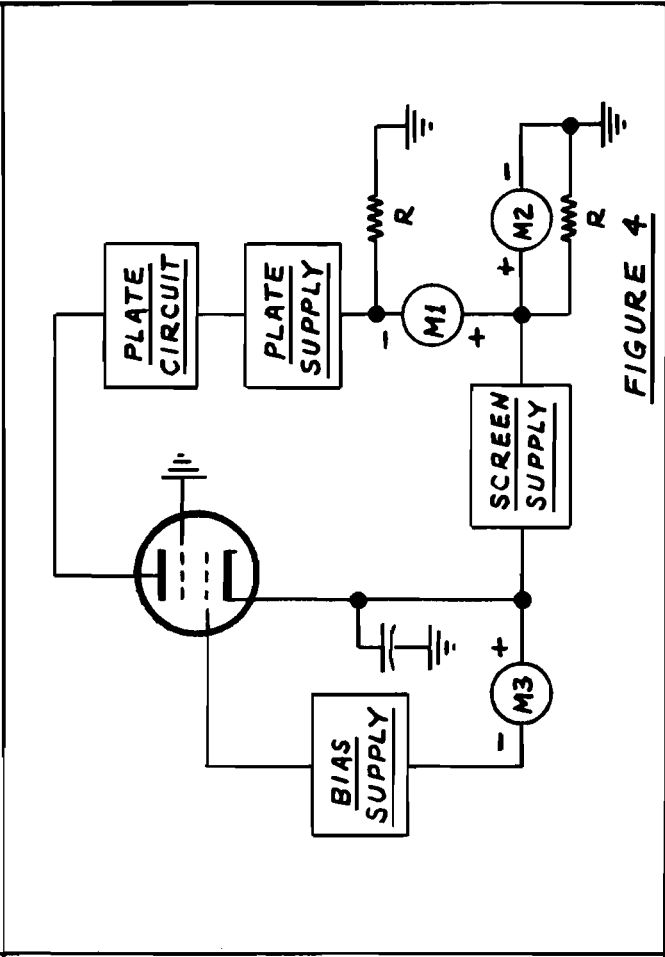 PLATE
CIRCUIT
PLATE
SUPPLY
R
-
M1
+
+
M2
-
R
SCREEN
SUPPLY
BIAS
SUPPLY
-
M3
+
FIGURE 4